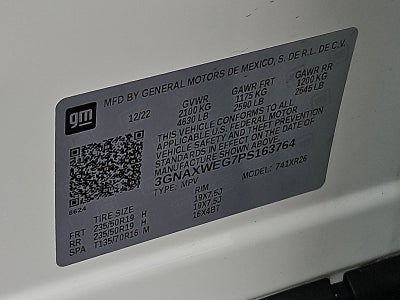 gm
MFD BY GENERAL MOTORS DE MEXICO, S. DE R.L. DE C.V.
12/22 GVWR GAWR FRT GAWR RR
2100 KG 1175 KG 1200 KG
4630 LB 2590 LB 2645 LB
THIS VEHICLE CONFORMS TO ALL
APPLICABLE U.S. FEDERAL MOTOR
VEHICLE SAFETY AND THEFT PREVENTION
STANDARDS IN EFFECT ON THE DATE OF
MANUFACTURE SHOWN ABOVE.
3GNAXWEG7PS163764
TYPE: MPV MODEL: 741XR26
6624
TIRE SIZE RIM
FRT 235/50R19 H 19X7.5J
RR 235/50R19 H 19X7.5J
SPA T135/70R16 M 16X4BT